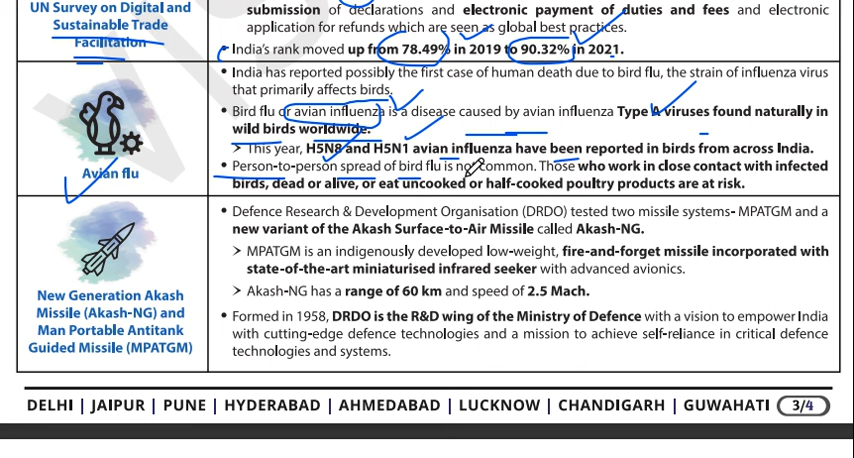 UN Survey on Digital and
Sustainable Trade
Facilitation
submission of declarations and electronic payment of duties and fees and electronic
application for refunds which are seen as global best practices.
• India's rank moved up from 78.49% in 2019 to 90.32% in 2021.
Avian flu
• India has reported possibly the first case of human death due to bird flu, the strain of influenza virus
that primarily affects birds.
• Bird flu or avian influenza is a disease caused by avian influenza Type A viruses found naturally in
wild birds worldwide.
> This year, H5N8 and H5N1 avian influenza have been reported in birds from across India.
• Person-to-person spread of bird flu is not common. Those who work in close contact with infected
birds, dead or alive, or eat uncooked or half-cooked poultry products are at risk.
New Generation Akash
Missile (Akash-NG) and
Man Portable Antitank
Guided Missile (MPATGM)
• Defence Research & Development Organisation (DRDO) tested two missile systems- MPATGM and a
new variant of the Akash Surface-to-Air Missile called Akash-NG.
> MPATGM is an indigenously developed low-weight, fire-and-forget missile incorporated with
state-of-the-art miniaturised infrared seeker with advanced avionics.
> Akash-NG has a range of 60 km and speed of 2.5 Mach.
• Formed in 1958, DRDO is the R&D wing of the Ministry of Defence with a vision to empower India
with cutting-edge defence technologies and a mission to achieve self-reliance in critical defence
technologies and systems.
DELHI | JAIPUR | PUNE | HYDERABAD | AHMEDABAD | LUCKNOW | CHANDIGARH | GUWAHATI 3/4